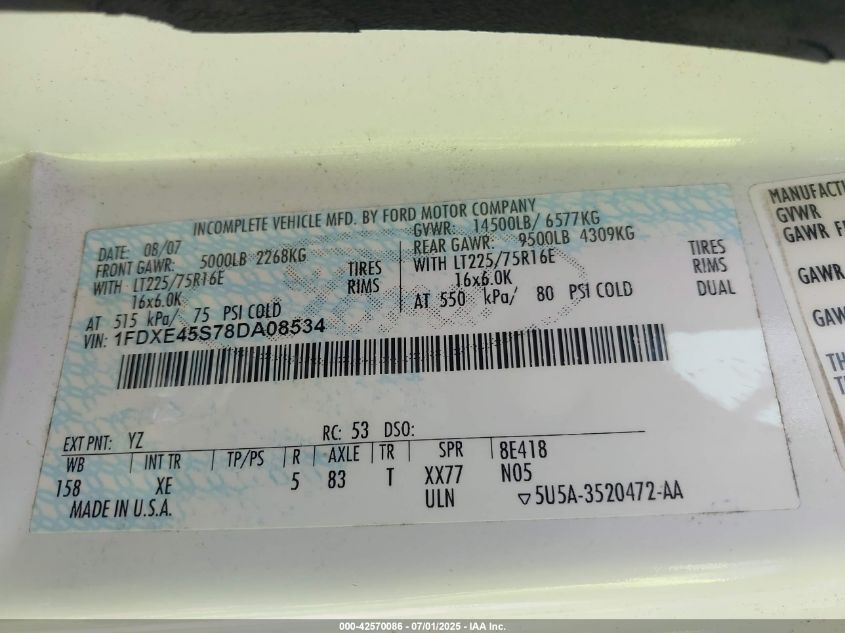 INCOMPLETE VEHICLE MFD. BY FORD MOTOR COMPANY
DATE: 08/07 GVWR: 14500LB/ 6577KG
FRONT GAWR: 5000LB 2268KG REAR GAWR: 9500LB 4309KG
WITH LT225/75R16E TIRES WITH LT225/75R16E TIRES
16x6.0K RIMS 16x6.0K RIMS
AT 515 kPa/ 75 PSI COLD AT 550 kPa/ 80 PSI COLD DUAL
VIN: 1FDXE45S78DA08534
EXT PNT: YZ RC: 53 DSO:
WB INT TR TP/PS R AXLE TR SPR 8E418
158 XE 5 83 T XX77 N05
MADE IN U.S.A. ULN ▽5U5A-3520472-AA
MANUFACTU
GVWR
GAWR F
GAWR
GAW
TH
T
000-42570086 - 07/01/2025 - IAA Inc.